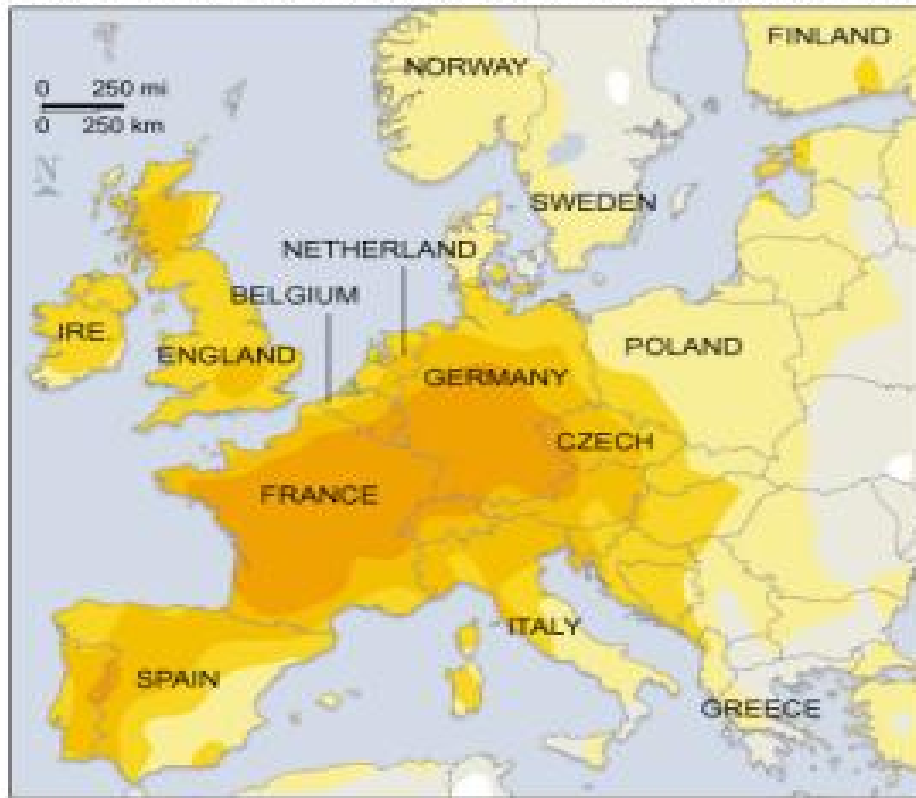 FINLAND
NORWAY
0 250 mi
0 250 km
N
SWEDEN
NETHERLAND
BELGIUM
IRE.
ENGLAND
POLAND
GERMANY
CZECH
FRANCE
ITALY
SPAIN
GREECE